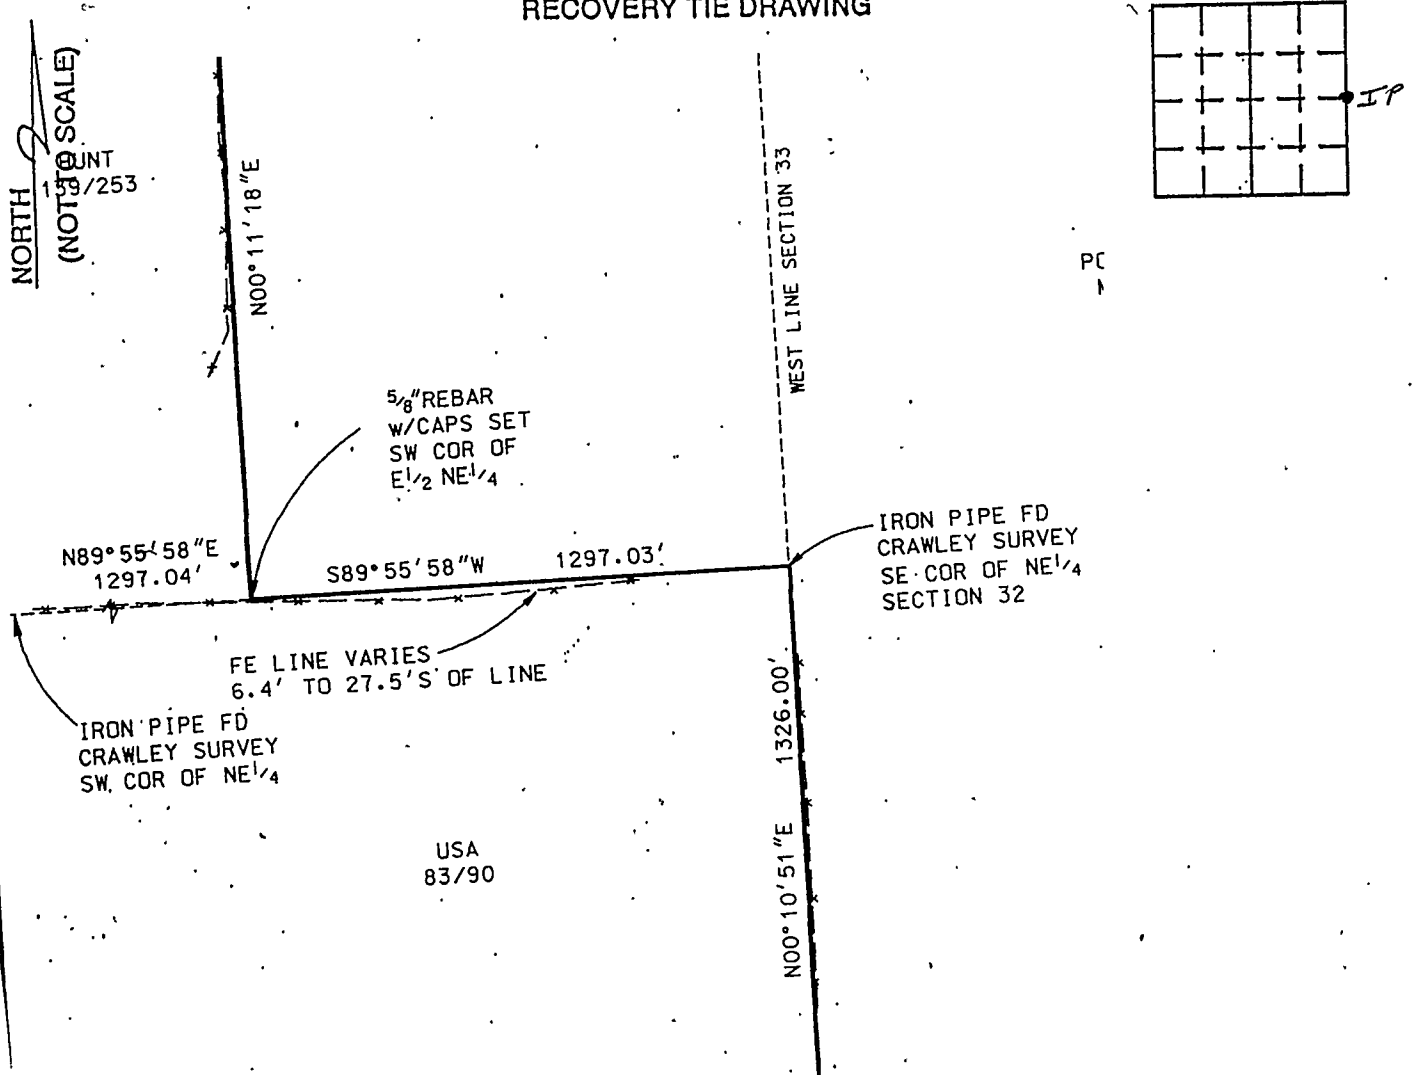 RECOVERY TIE DRAWING
NORTH
(NOT TO SCALE)
139/253
N00°11'18"E
WEST LINE SECTION 33
IP
5/8"REBAR
W/CAPS SET
SW COR OF
E1/2 NE1/4
N89°55'58"E
1297.04'
S89°55'58"W 1297.03'
IRON PIPE FD
CRAWLEY SURVEY
SE COR OF NE1/4
SECTION 32
FE LINE VARIES
6.4' TO 27.5'S OF LINE
IRON PIPE FD
CRAWLEY SURVEY
SW COR OF NE1/4
N00°10'51"E 1326.00'
USA
83/90